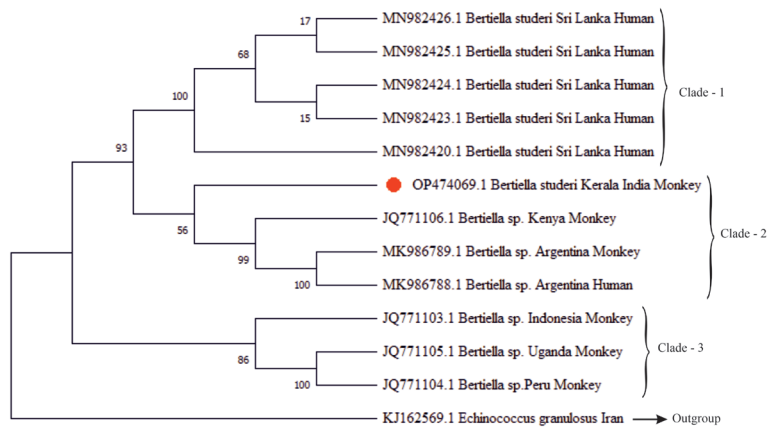 17
MN982426.1 Bertiella studeri Sri Lanka Human
MN982425.1 Bertiella studeri Sri Lanka Human
68
MN982424.1 Bertiella studeri Sri Lanka Human
Clade - 1
100
15
MN982423.1 Bertiella studeri Sri Lanka Human
93
MN982420.1 Bertiella studeri Sri Lanka Human
OP474069.1 Bertiella studeri Kerala India Monkey
56
JQ771106.1 Bertiella sp. Kenya Monkey
Clade - 2
99
MK986789.1 Bertiella sp. Argentina Monkey
100
MK986788.1 Bertiella sp. Argentina Human
JQ771103.1 Bertiella sp. Indonesia Monkey
Clade - 3
86
JQ771105.1 Bertiella sp. Uganda Monkey
100
JQ771104.1 Bertiella sp.Peru Monkey
KJ162569.1 Echinococcus granulosus Iran
Outgroup